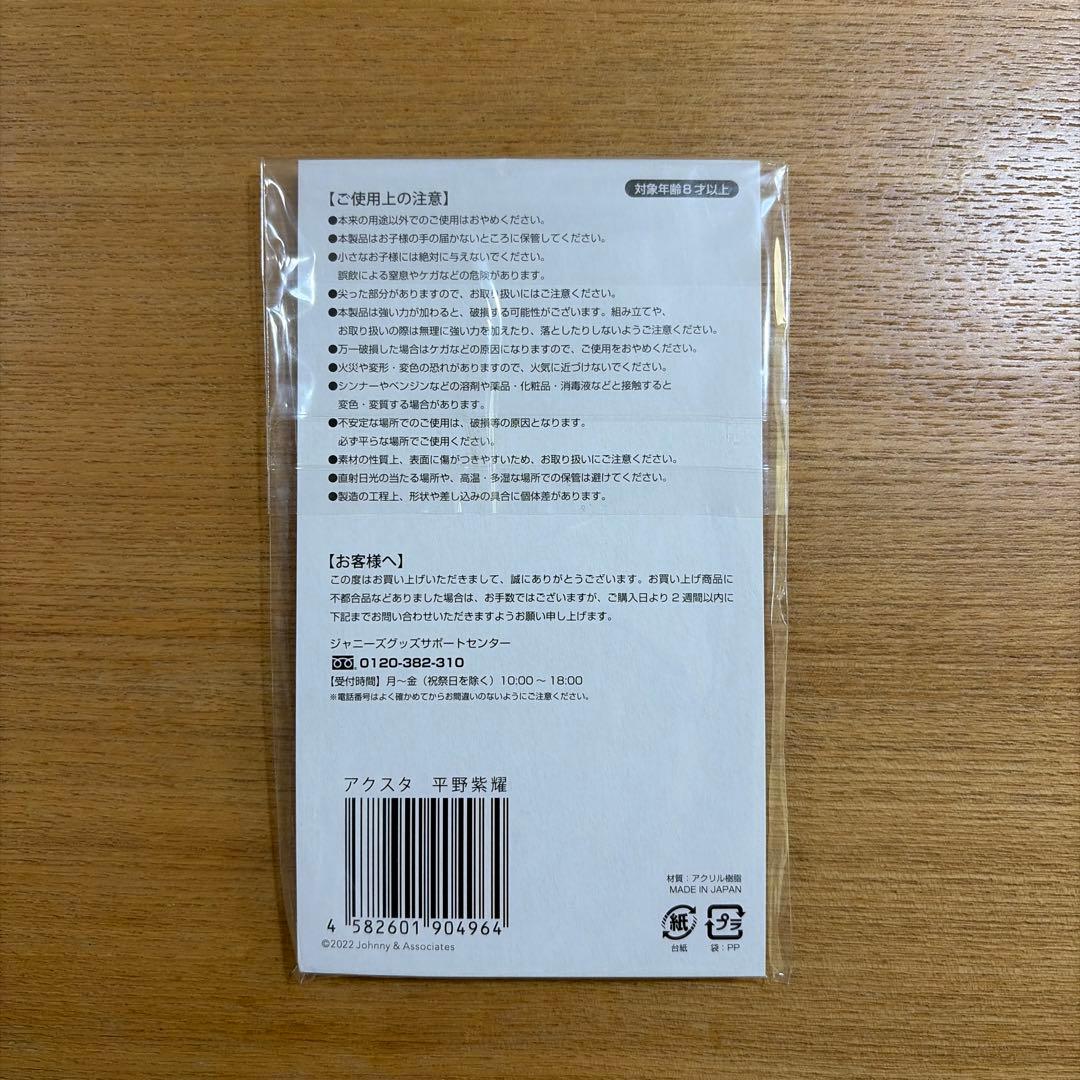 【ご使用上の注意】
対象年齢8才以上
●本来の用途以外でのご使用はおやめください。
●本製品はお子様の手の届かないところに保管してください。
●小さなお子様には絶対に与えないでください。
誤飲による窒息やケガなどの危険があります。
●尖った部分がありますので、お取り扱いにはご注意ください。
●本製品は強い力が加わると、破損する可能性がございます。組み立てや、
お取り扱いの際は無理に強い力を加えたり、落としたりしないようご注意ください。
●万一破損した場合はケガなどの原因になりますので、ご使用をおやめください。
●火災や変形・変色の恐れがありますので、火気に近づけないでください。
●シンナーやベンジンなどの溶剤や薬品・化粧品・消毒液などと接触すると
変色・変質する場合があります。
●不安定な場所でのご使用は、破損等の原因となります。
必ず平らな場所でご使用ください。
●素材の性質上、表面に傷がつきやすいため、お取り扱いにご注意ください。
●直射日光の当たる場所や、高温・多湿な場所での保管は避けてください。
●製造の工程上、形状や差し込みの具合に個体差があります。
【お客様へ】
この度はお買い上げいただきまして、誠にありがとうございます。お買い上げ商品に
不都合品などありました場合は、お手数ではございますが、ご購入日より2週間以内に
下記までお問い合わせいただきますようお願い申し上げます。
ジャニーズグッズサポートセンター
0120-382-310
【受付時間】月～金（祝祭日を除く）10:00～18:00
※電話番号はよく確かめてからお間違いのないようにご注意ください。
アクスタ 平野紫耀
4 582601 904964
©2022 Johnny & Associates
材質：アクリル樹脂
MADE IN JAPAN
紙
プラ
台紙
袋：PP